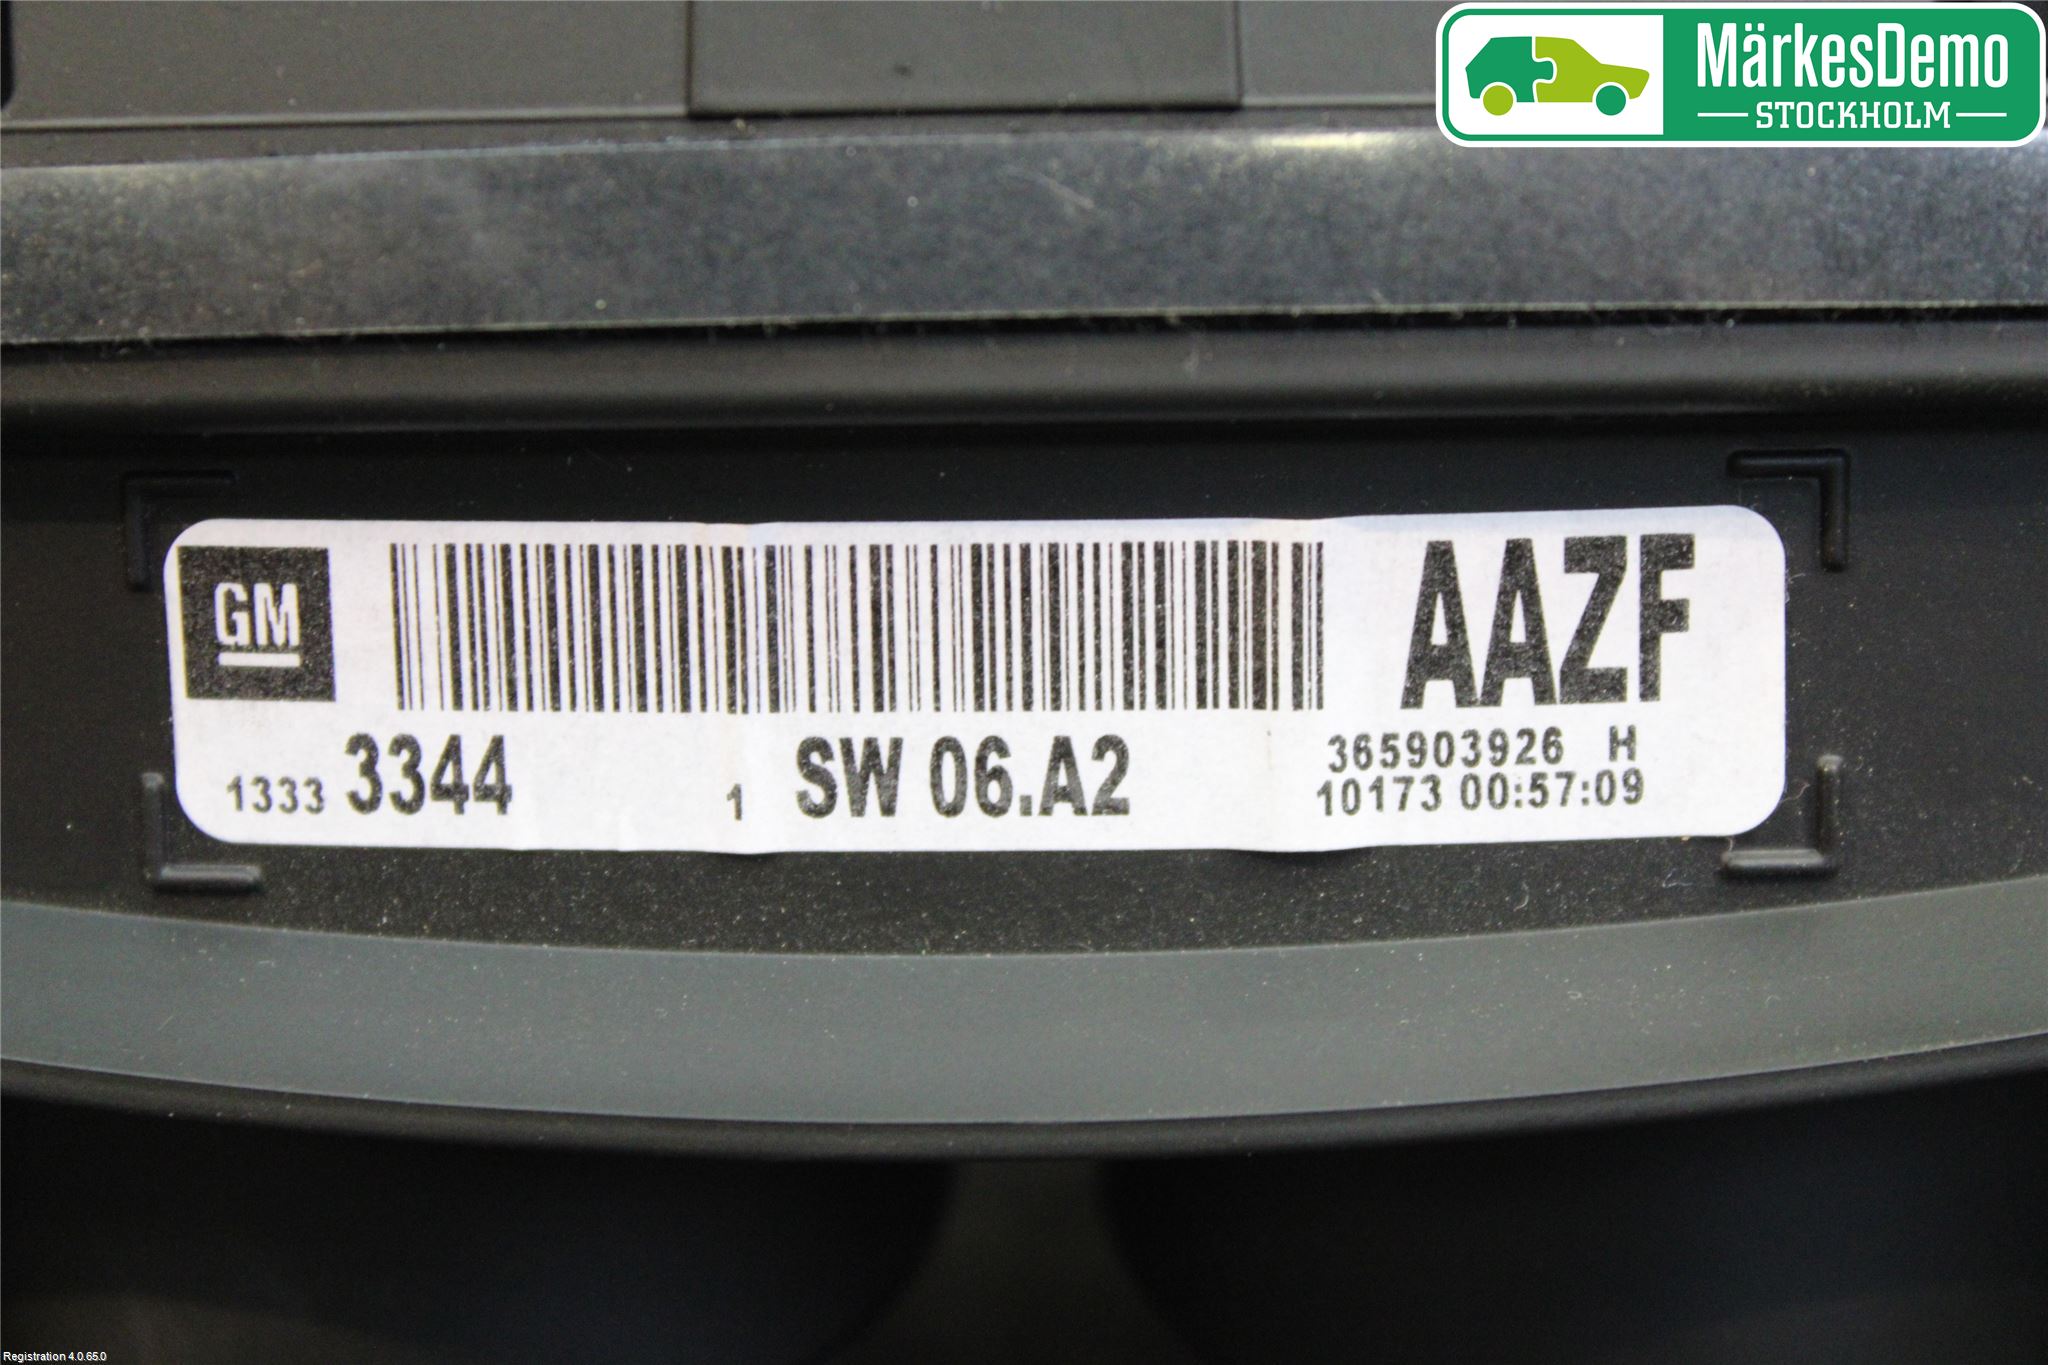 MärkesDemo
STOCKHOLM
GM
AAZF
1333 3344 1 SW 06.A2
365903926 H
10173 00:57:09
Registration 4.0.65.0